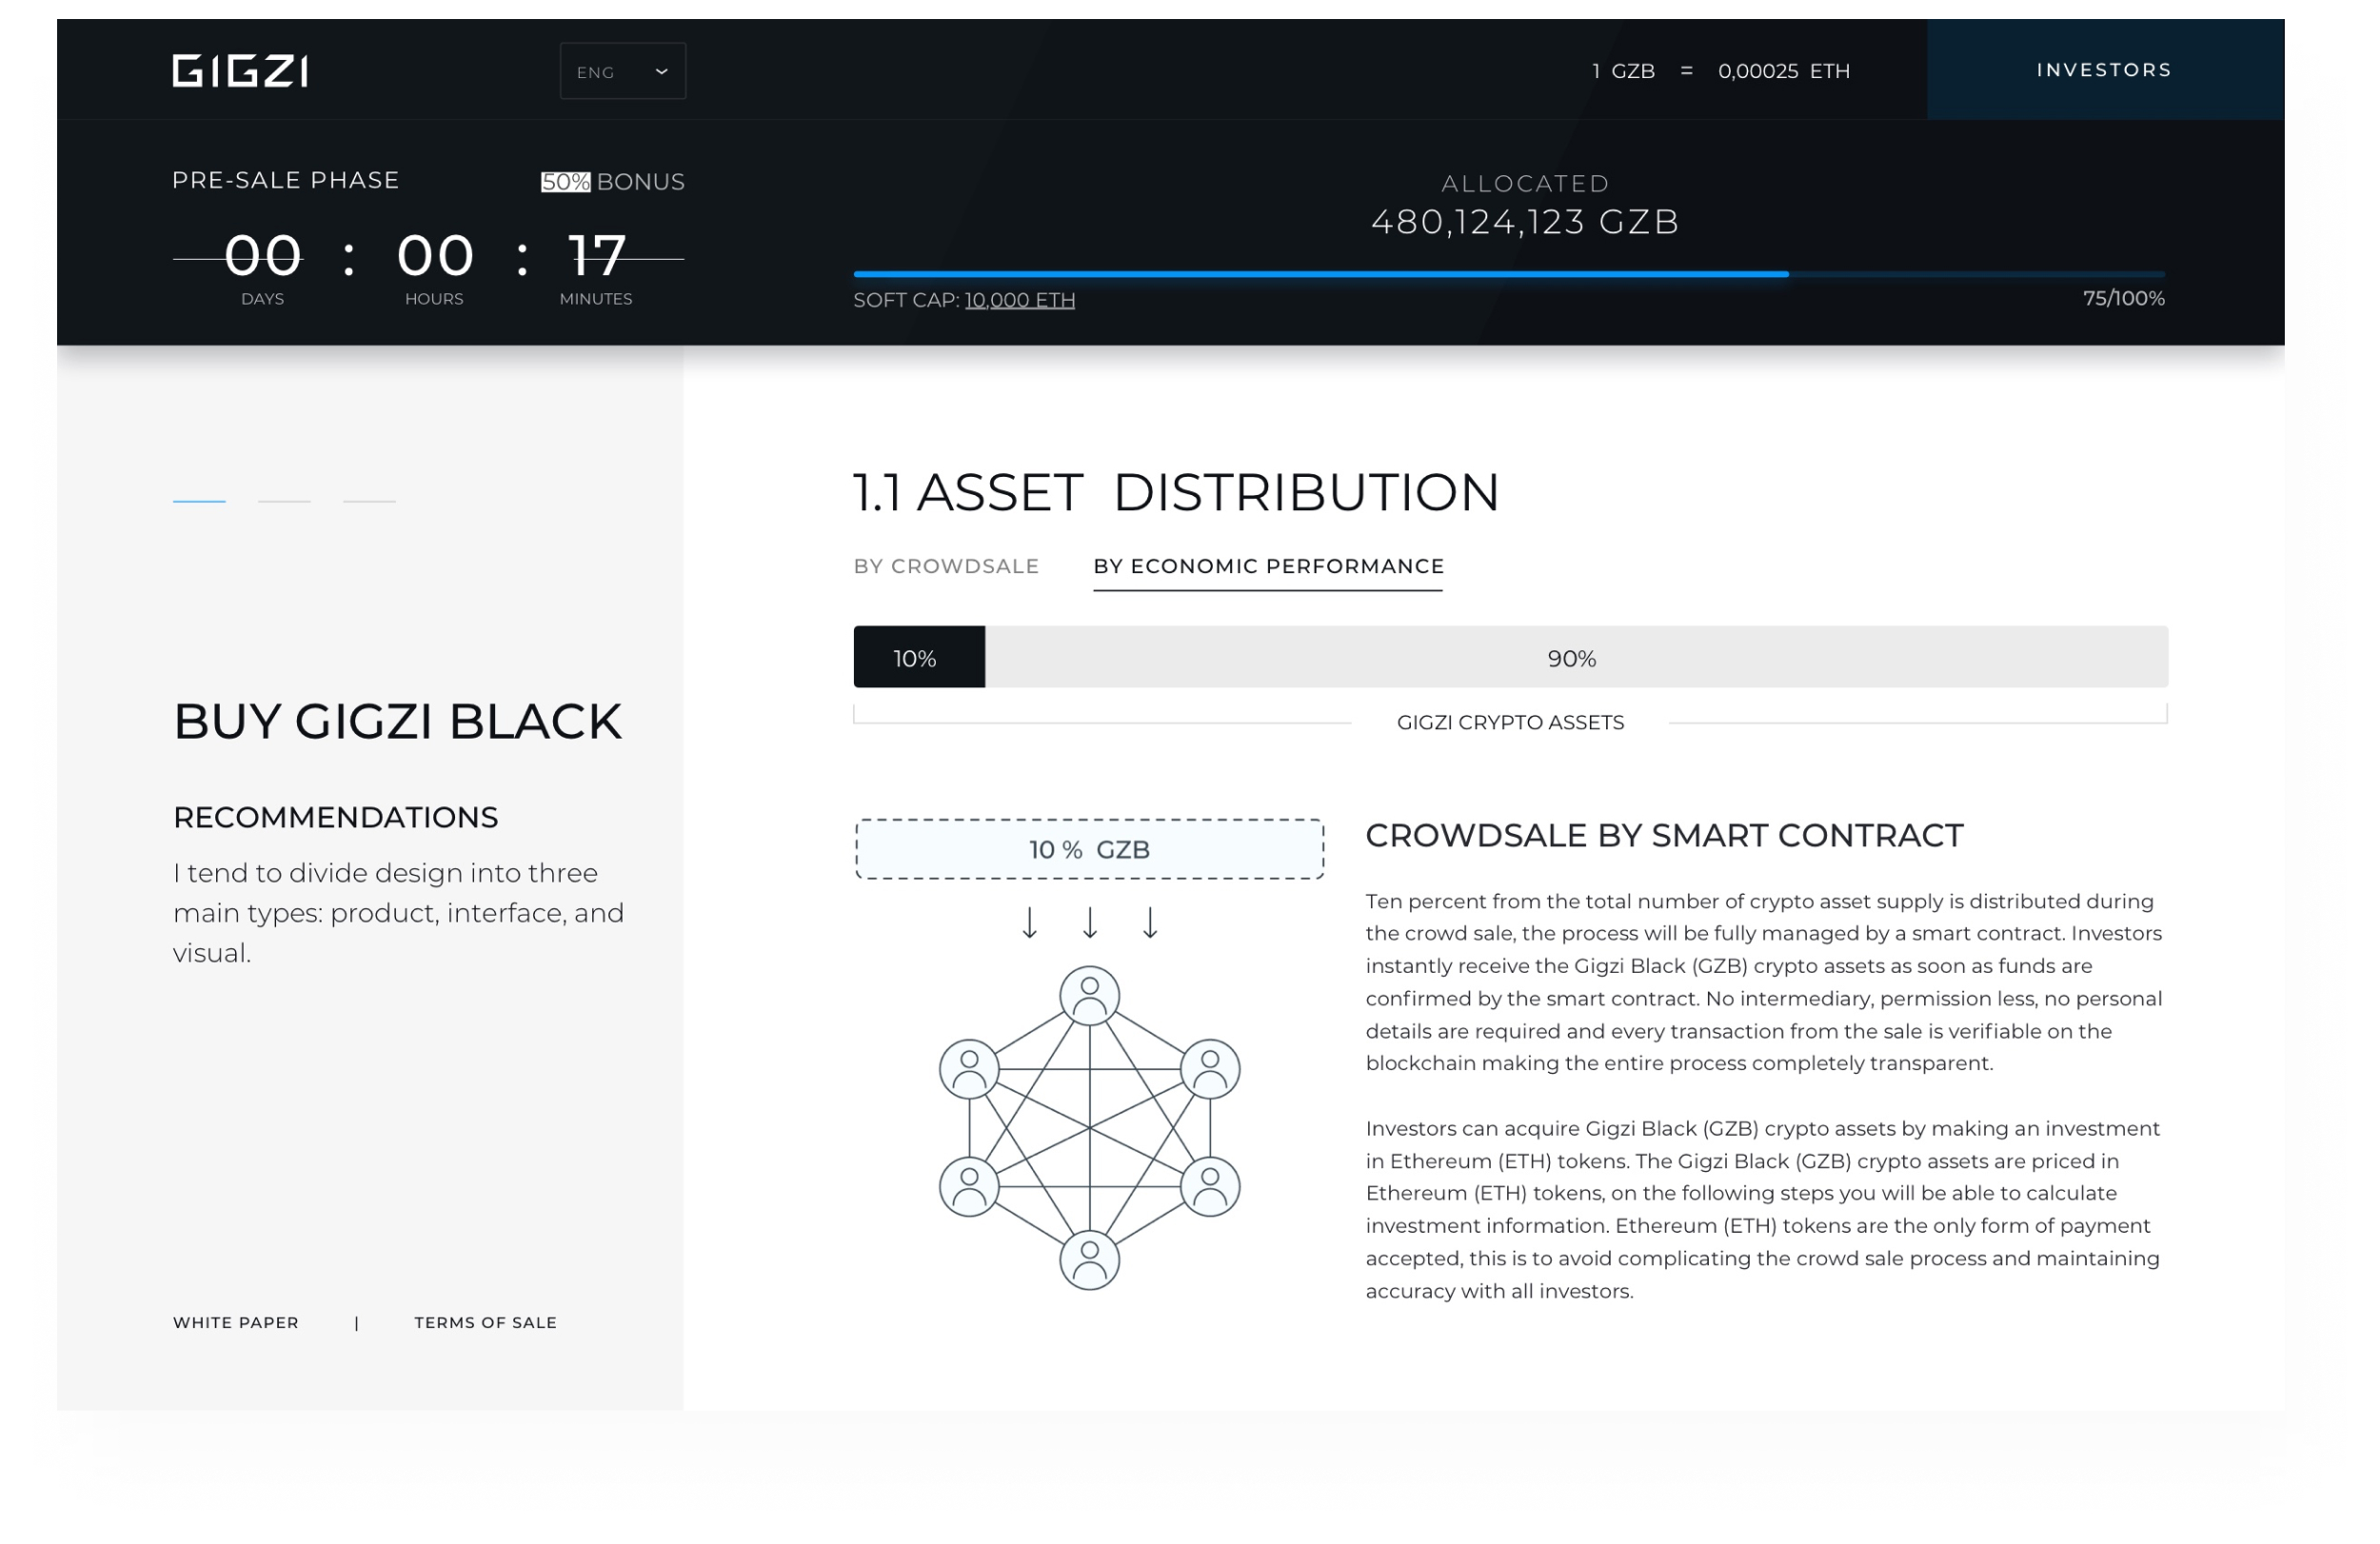 GIGZI
ENG
1 GZB = 0,00025 ETH
INVESTORS
PRE-SALE PHASE
50% BONUS
00 : 00 : 17
DAYS HOURS MINUTES
ALLOCATED
480,124,123 GZB
SOFT CAP: 10,000 ETH
75/100%
BUY GIGZI BLACK
RECOMMENDATIONS
I tend to divide design into three
main types: product, interface, and
visual.
WHITE PAPER | TERMS OF SALE
1.1 ASSET DISTRIBUTION
BY CROWDSALE BY ECONOMIC PERFORMANCE
10% 90%
GIGZI CRYPTO ASSETS
10 % GZB
CROWDSALE BY SMART CONTRACT
Ten percent from the total number of crypto asset supply is distributed during
the crowd sale, the process will be fully managed by a smart contract. Investors
instantly receive the Gigzi Black (GZB) crypto assets as soon as funds are
confirmed by the smart contract. No intermediary, permission less, no personal
details are required and every transaction from the sale is verifiable on the
blockchain making the entire process completely transparent.
Investors can acquire Gigzi Black (GZB) crypto assets by making an investment
in Ethereum (ETH) tokens. The Gigzi Black (GZB) crypto assets are priced in
Ethereum (ETH) tokens, on the following steps you will be able to calculate
investment information. Ethereum (ETH) tokens are the only form of payment
accepted, this is to avoid complicating the crowd sale process and maintaining
accuracy with all investors.